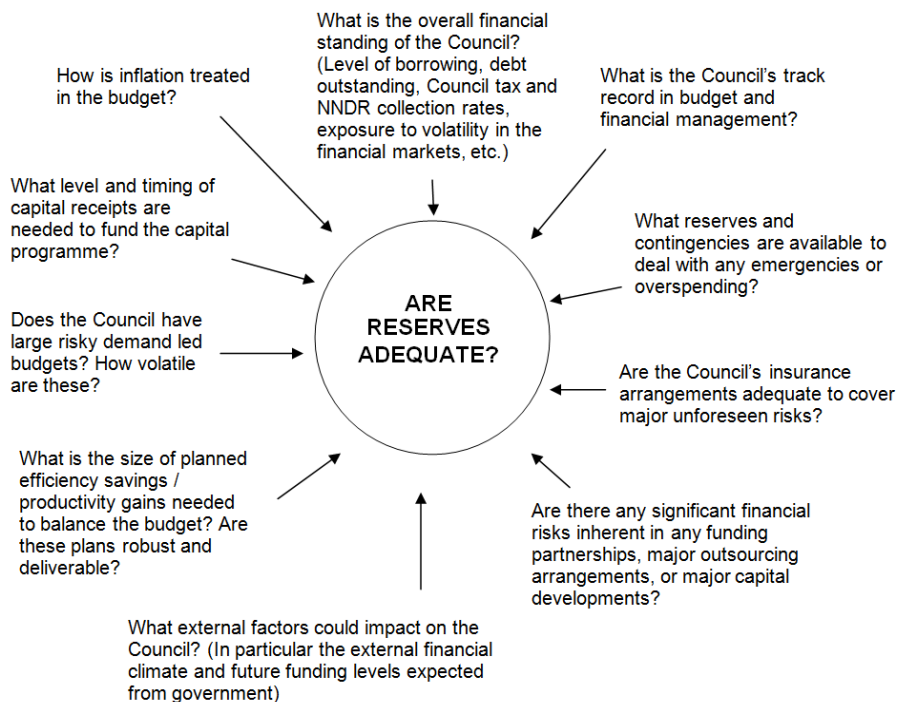 What is the overall financial
standing of the Council?
(Level of borrowing, debt
outstanding, Council tax and
NNDR collection rates,
exposure to volatility in the
financial markets, etc.)
How is inflation treated
in the budget?
What is the Council's track
record in budget and
financial management?
What level and timing of
capital receipts are
needed to fund the capital
programme?
What reserves and
contingencies are available to
deal with any emergencies or
overspending?
ARE
RESERVES
ADEQUATE?
Does the Council have
large risky demand led
budgets? How volatile
are these?
Are the Council's insurance
arrangements adequate to cover
major unforeseen risks?
What is the size of planned
efficiency savings /
productivity gains needed
to balance the budget? Are
these plans robust and
deliverable?
Are there any significant financial
risks inherent in any funding
partnerships, major outsourcing
arrangements, or major capital
developments?
What external factors could impact on the
Council? (In particular the external financial
climate and future funding levels expected
from government)